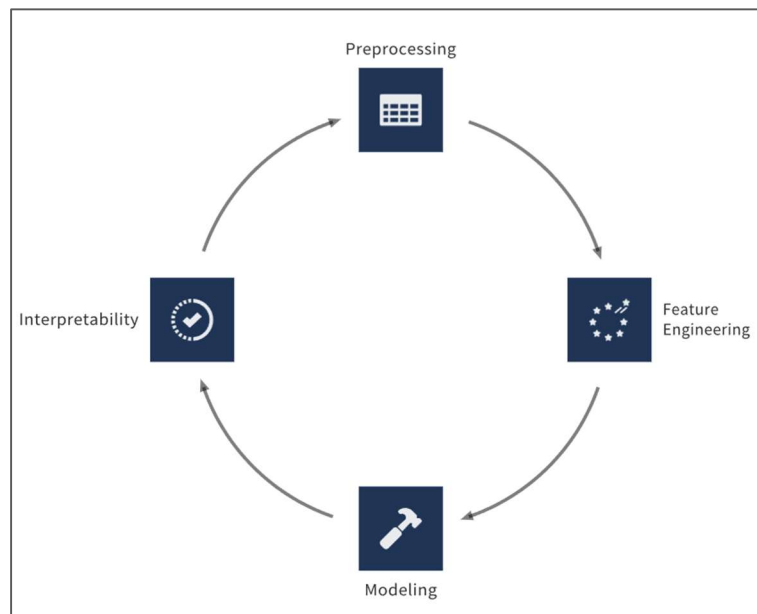 Preprocessing
Interpretability
Feature
Engineering
Modeling